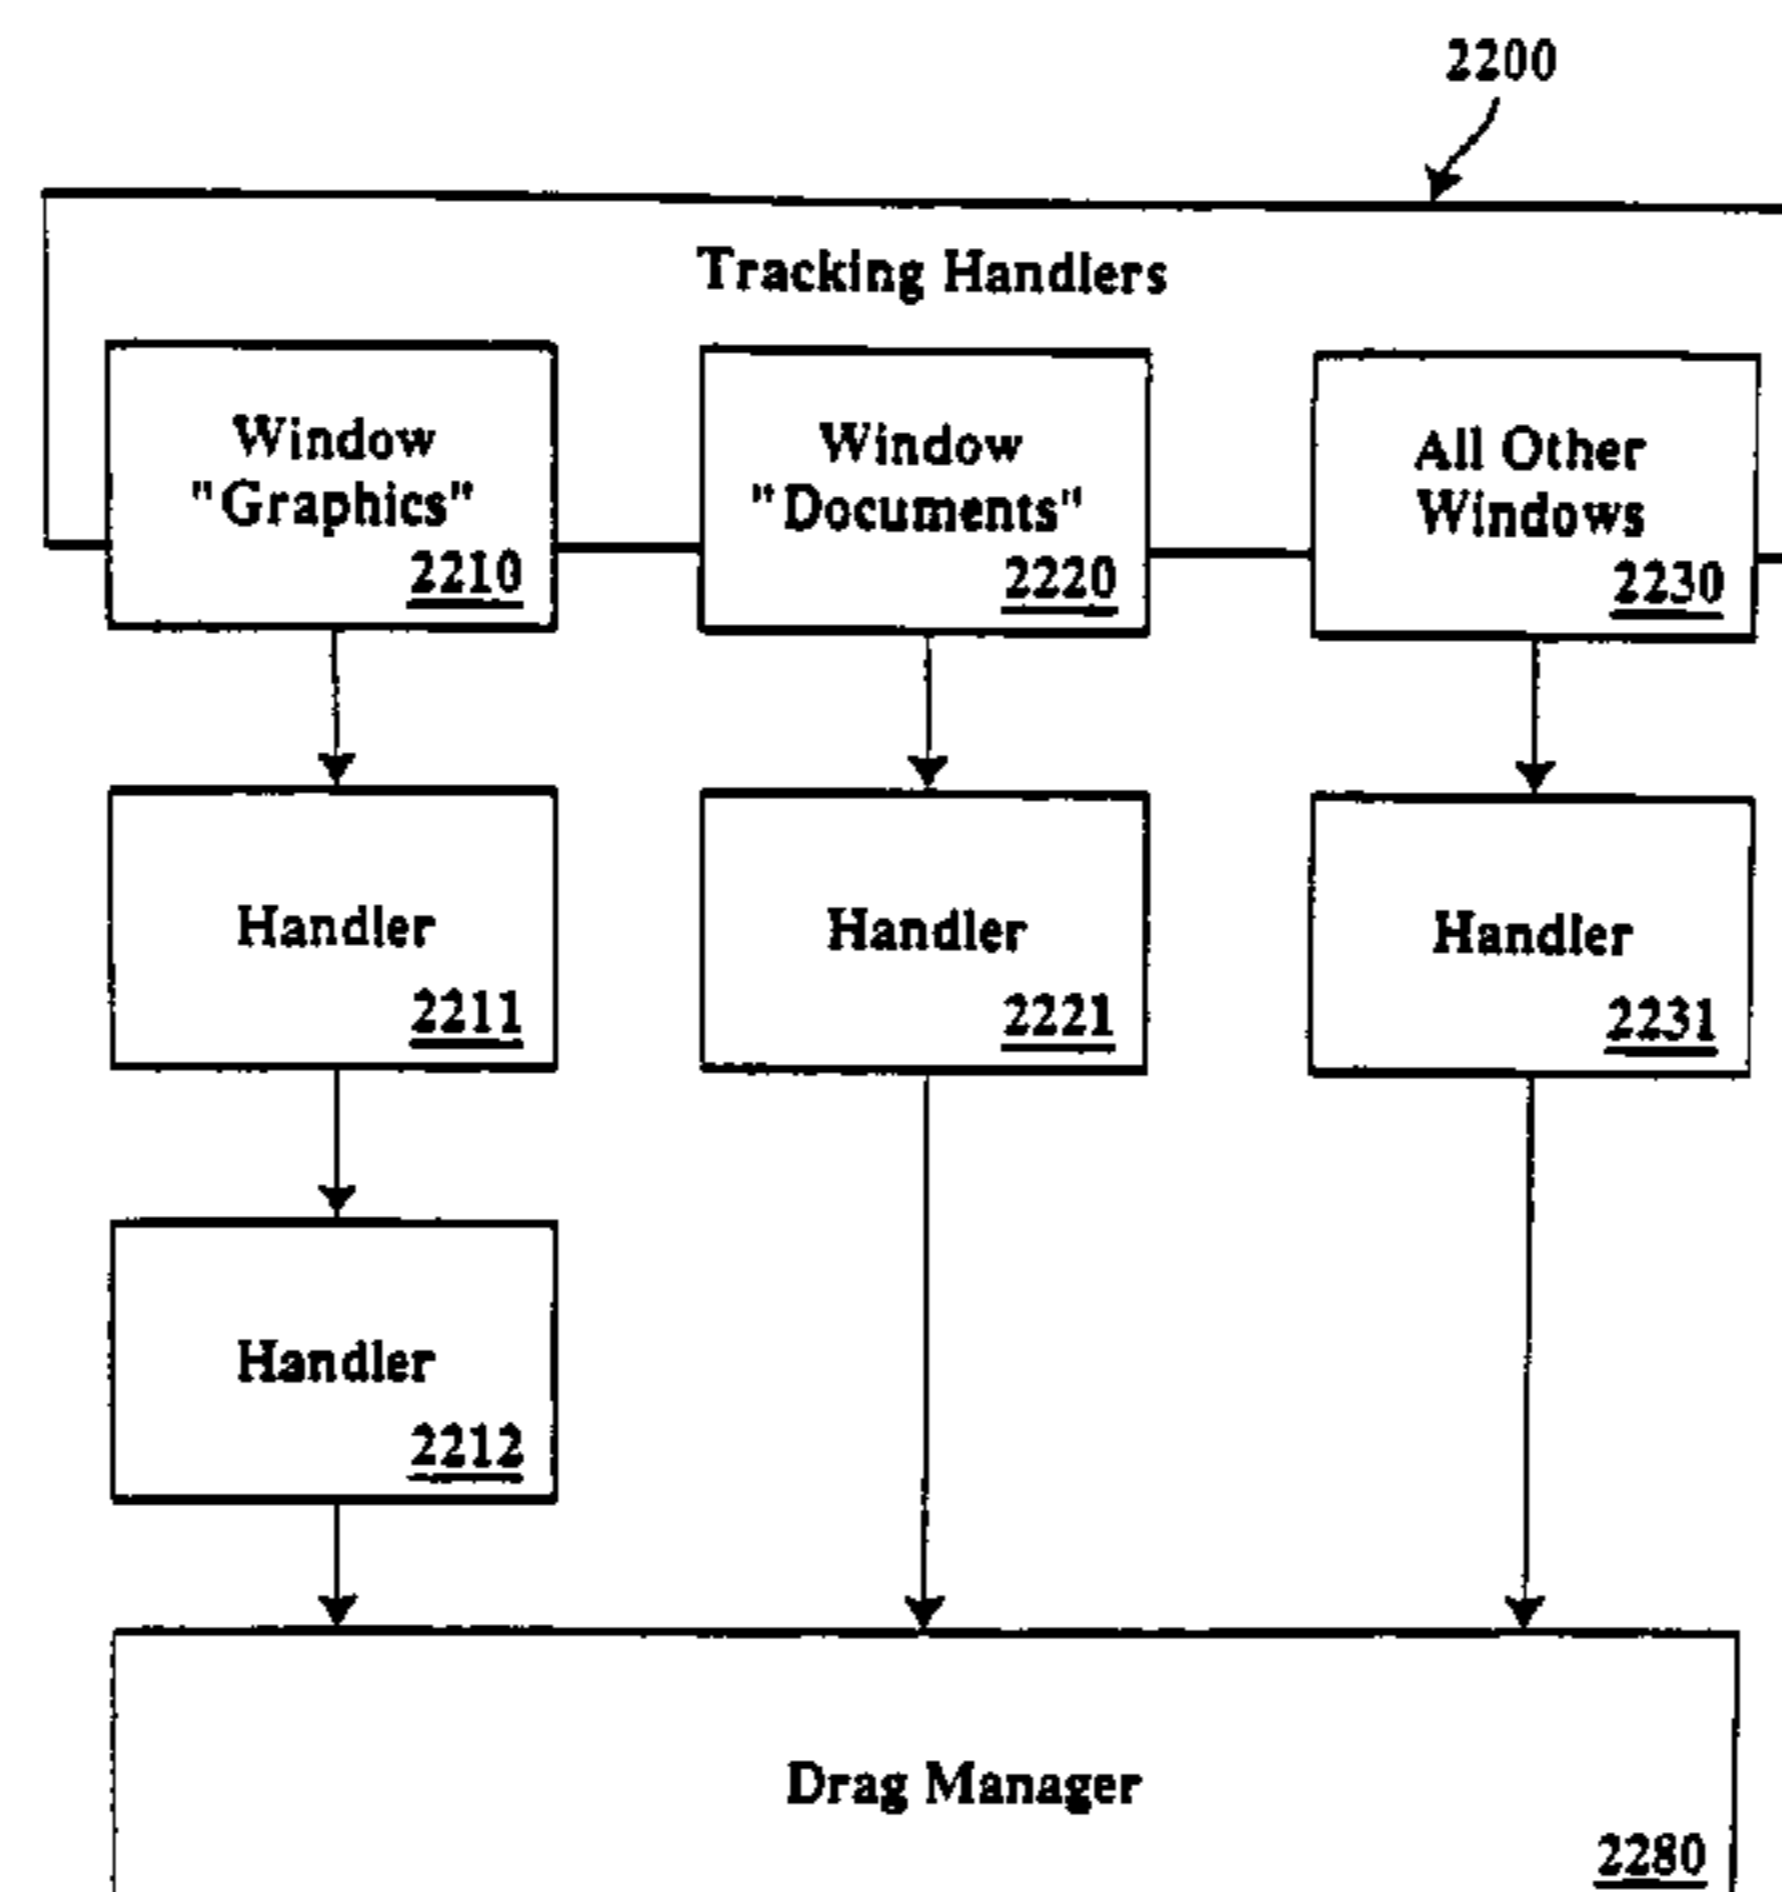 2200
Tracking Handlers
Window
"Graphics"
2210
Window
"Documents"
2220
All Other
Windows
2230
Handler
2211
Handler
2221
Handler
2231
Handler
2212
Drag Manager
2280